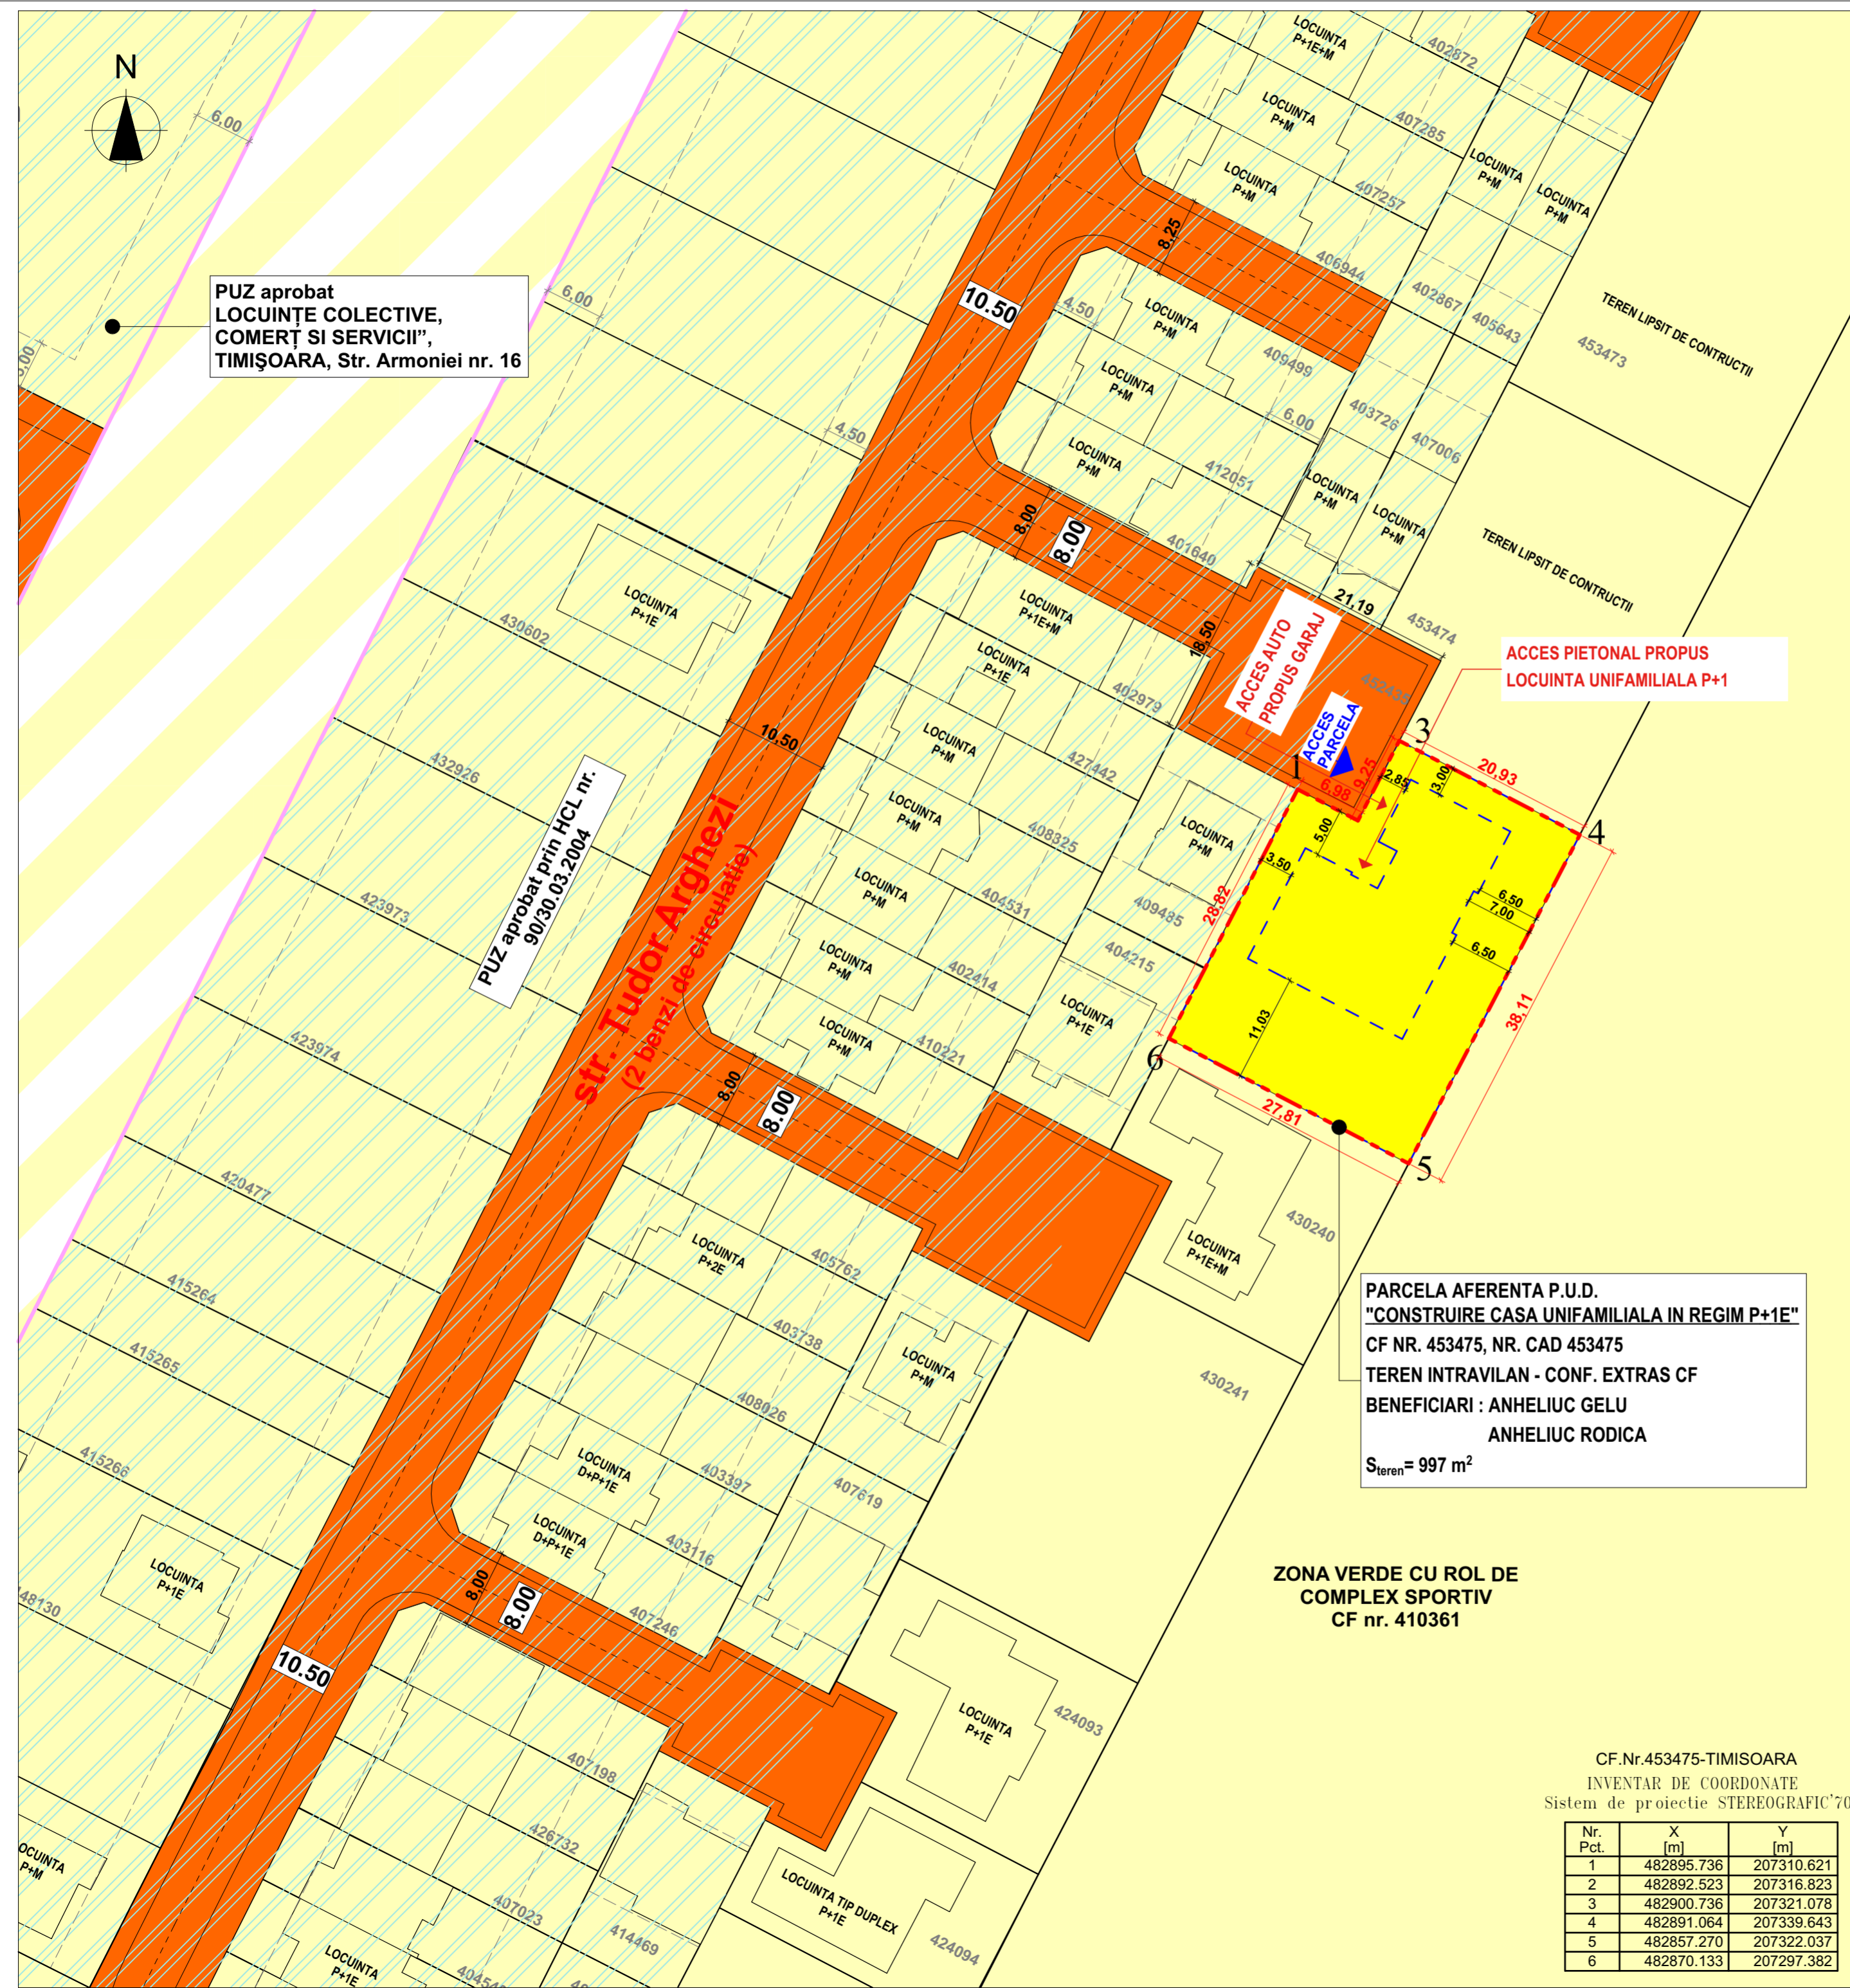 N
6,00
PUZ aprobat
LOCUINȚE COLECTIVE,
COMERȚ SI SERVICII”,
TIMIȘOARA, Str. Armoniei nr. 16
LOCUINTA
P+1E+M
402872
LOCUINTA
P+M
407285
LOCUINTA
P+M
407257
LOCUINTA
P+M
LOCUINTA
P+M
8,25
406944
402867
405643
TEREN LIPSIT DE CONTRUCTII
453473
6,00
10.50
4,50
LOCUINTA
P+M
409499
LOCUINTA
P+M
6,00
403726
407006
4,50
LOCUINTA
P+M
412051
LOCUINTA
P+M
LOCUINTA
P+M
8,00
8.00
401640
TEREN LIPSIT DE CONTRUCTII
21,19
453474
18,50
ACCES AUTO
PROPUS GARAJ
452435
ACCES
PARCELA
ACCES PIETONAL PROPUS
LOCUINTA UNIFAMILIALA P+1
LOCUINTA
P+1E
430602
LOCUINTA
P+1E+M
LOCUINTA
P+1E
402979
10,50
LOCUINTA
P+M
427442
432926
LOCUINTA
P+M
408325
LOCUINTA
P+M
1
6,98
9,25
3
2,85
3,00
20,93
4
5,00
3,50
28,82
6,50
7,00
6,50
38,11
11,03
6
27,81
5
PUZ aprobat prin HCL nr.
90/30.03.2004
str. Tudor Arghezi
(2 benzi de circulatie)
423973
LOCUINTA
P+M
404531
409485
404215
LOCUINTA
P+M
402414
LOCUINTA
P+1E
423974
LOCUINTA
P+M
410221
8,00
8.00
420477
LOCUINTA
P+1E+M
430240
LOCUINTA
P+2E
405762
415264
403738
LOCUINTA
P+M
430241
PARCELA AFERENTA P.U.D.
"CONSTRUIRE CASA UNIFAMILIALA IN REGIM P+1E"
CF NR. 453475, NR. CAD 453475
TEREN INTRAVILAN - CONF. EXTRAS CF
BENEFICIARI : ANHELIUC GELU
ANHELIUC RODICA
Steren= 997 m²
415265
408026
415266
LOCUINTA
D+P+1E
403397
407619
LOCUINTA
D+P+1E
403116
LOCUINTA
P+1E
48130
8,00
8.00
407246
ZONA VERDE CU ROL DE
COMPLEX SPORTIV
CF nr. 410361
10.50
LOCUINTA
P+1E
424093
407198
426732
OCUINTA
P+M
LOCUINTA TIP DUPLEX
P+1E
407023
414469
424094
LOCUINTA
P+1E
CF.Nr.453475-TIMISOARA
INVENTAR DE COORDONATE
Sistem de proiectie STEREOGRAFIC'70
Nr. Pct. X [m] Y [m]
1 482895.736 207310.621
2 482892.523 207316.823
3 482900.736 207321.078
4 482891.064 207339.643
5 482857.270 207322.037
6 482870.133 207297.382